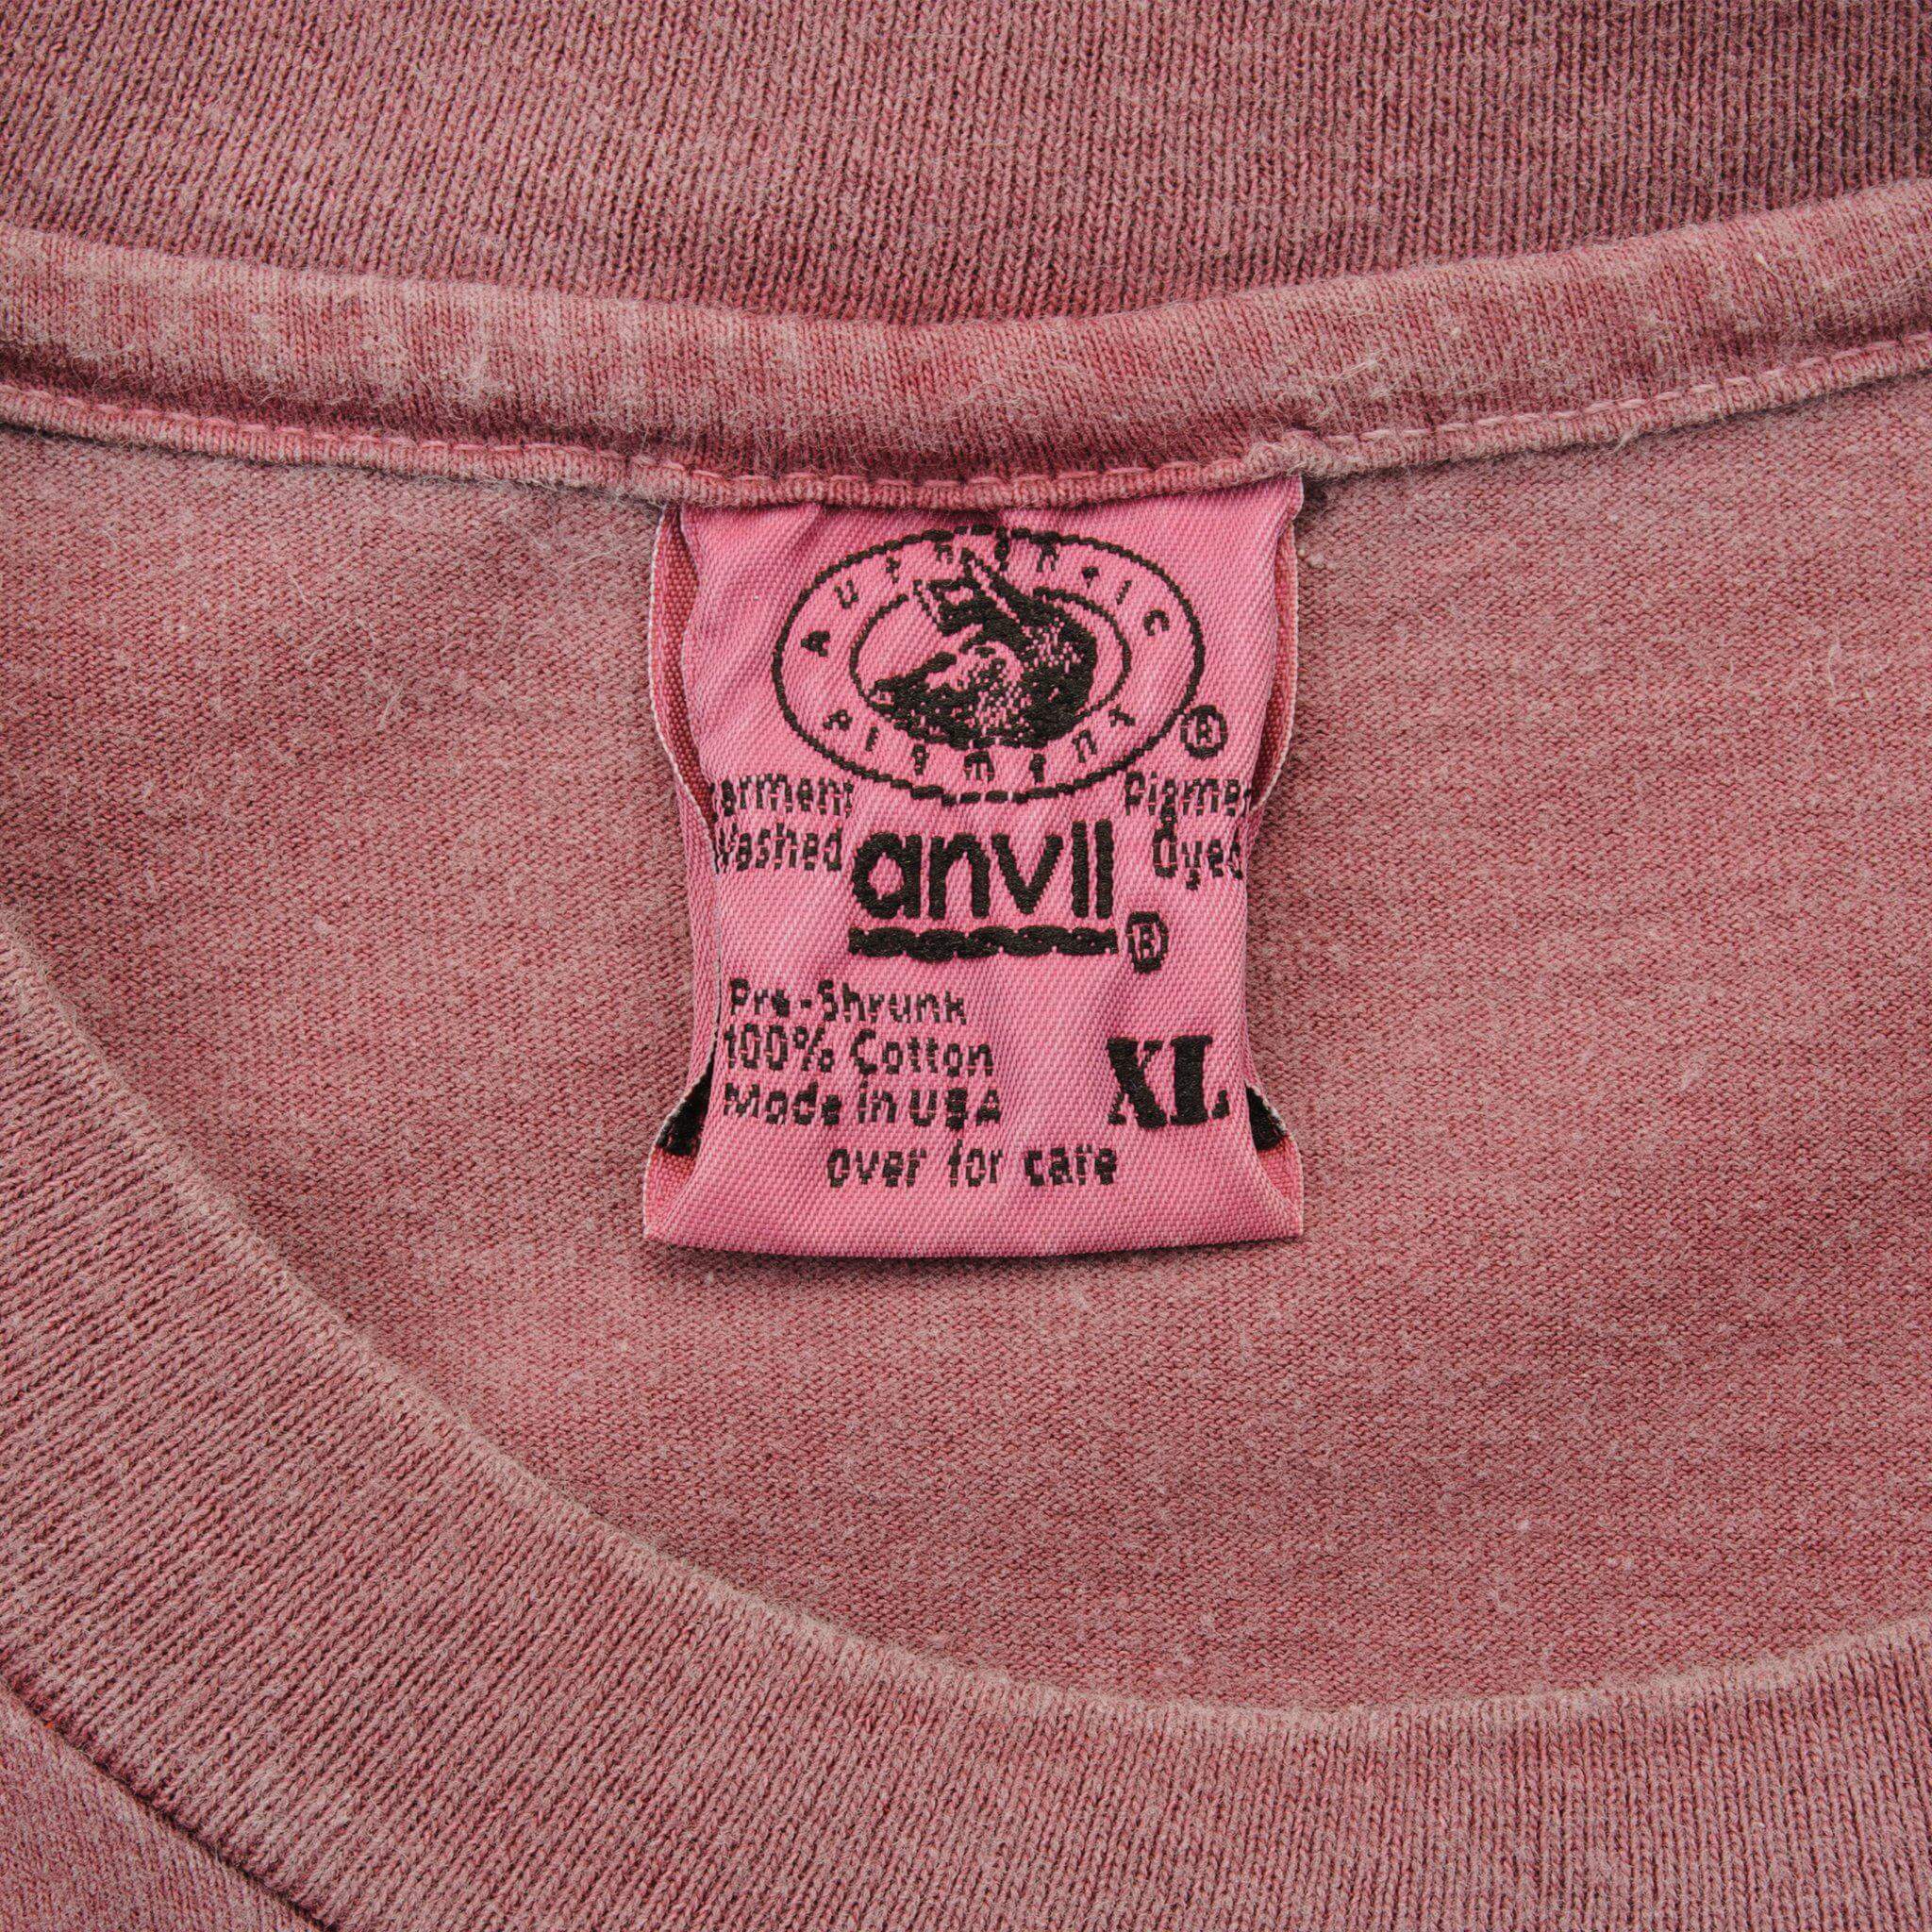 AUTHENTIC
PIGMENT ®
Garment Pigment
Washed Dyed
anvil ®
Pre-Shrunk
100% Cotton
Made in USA
XL
over for care